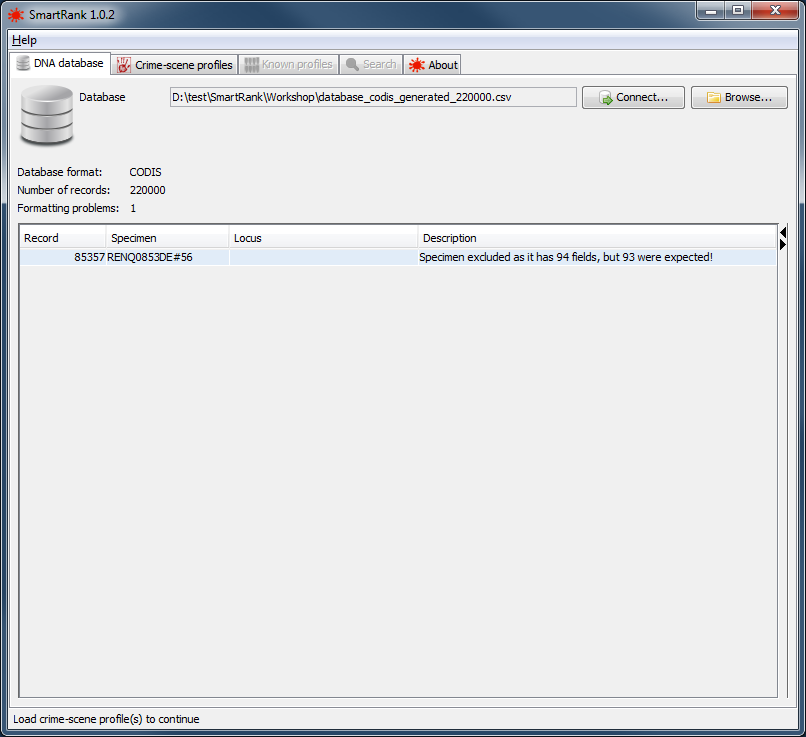 SmartRank 1.0.2
Help
DNA database Crime-scene profiles Known profiles Search About
Database D:\test\SmartRank\Workshop\database_codis_generated_220000.csv Connect... Browse...
Database format: CODIS
Number of records: 220000
Formatting problems: 1
Record Specimen Locus Description
85357 RENQ0853DE#56 Specimen excluded as it has 94 fields, but 93 were expected!
Load crime-scene profile(s) to continue